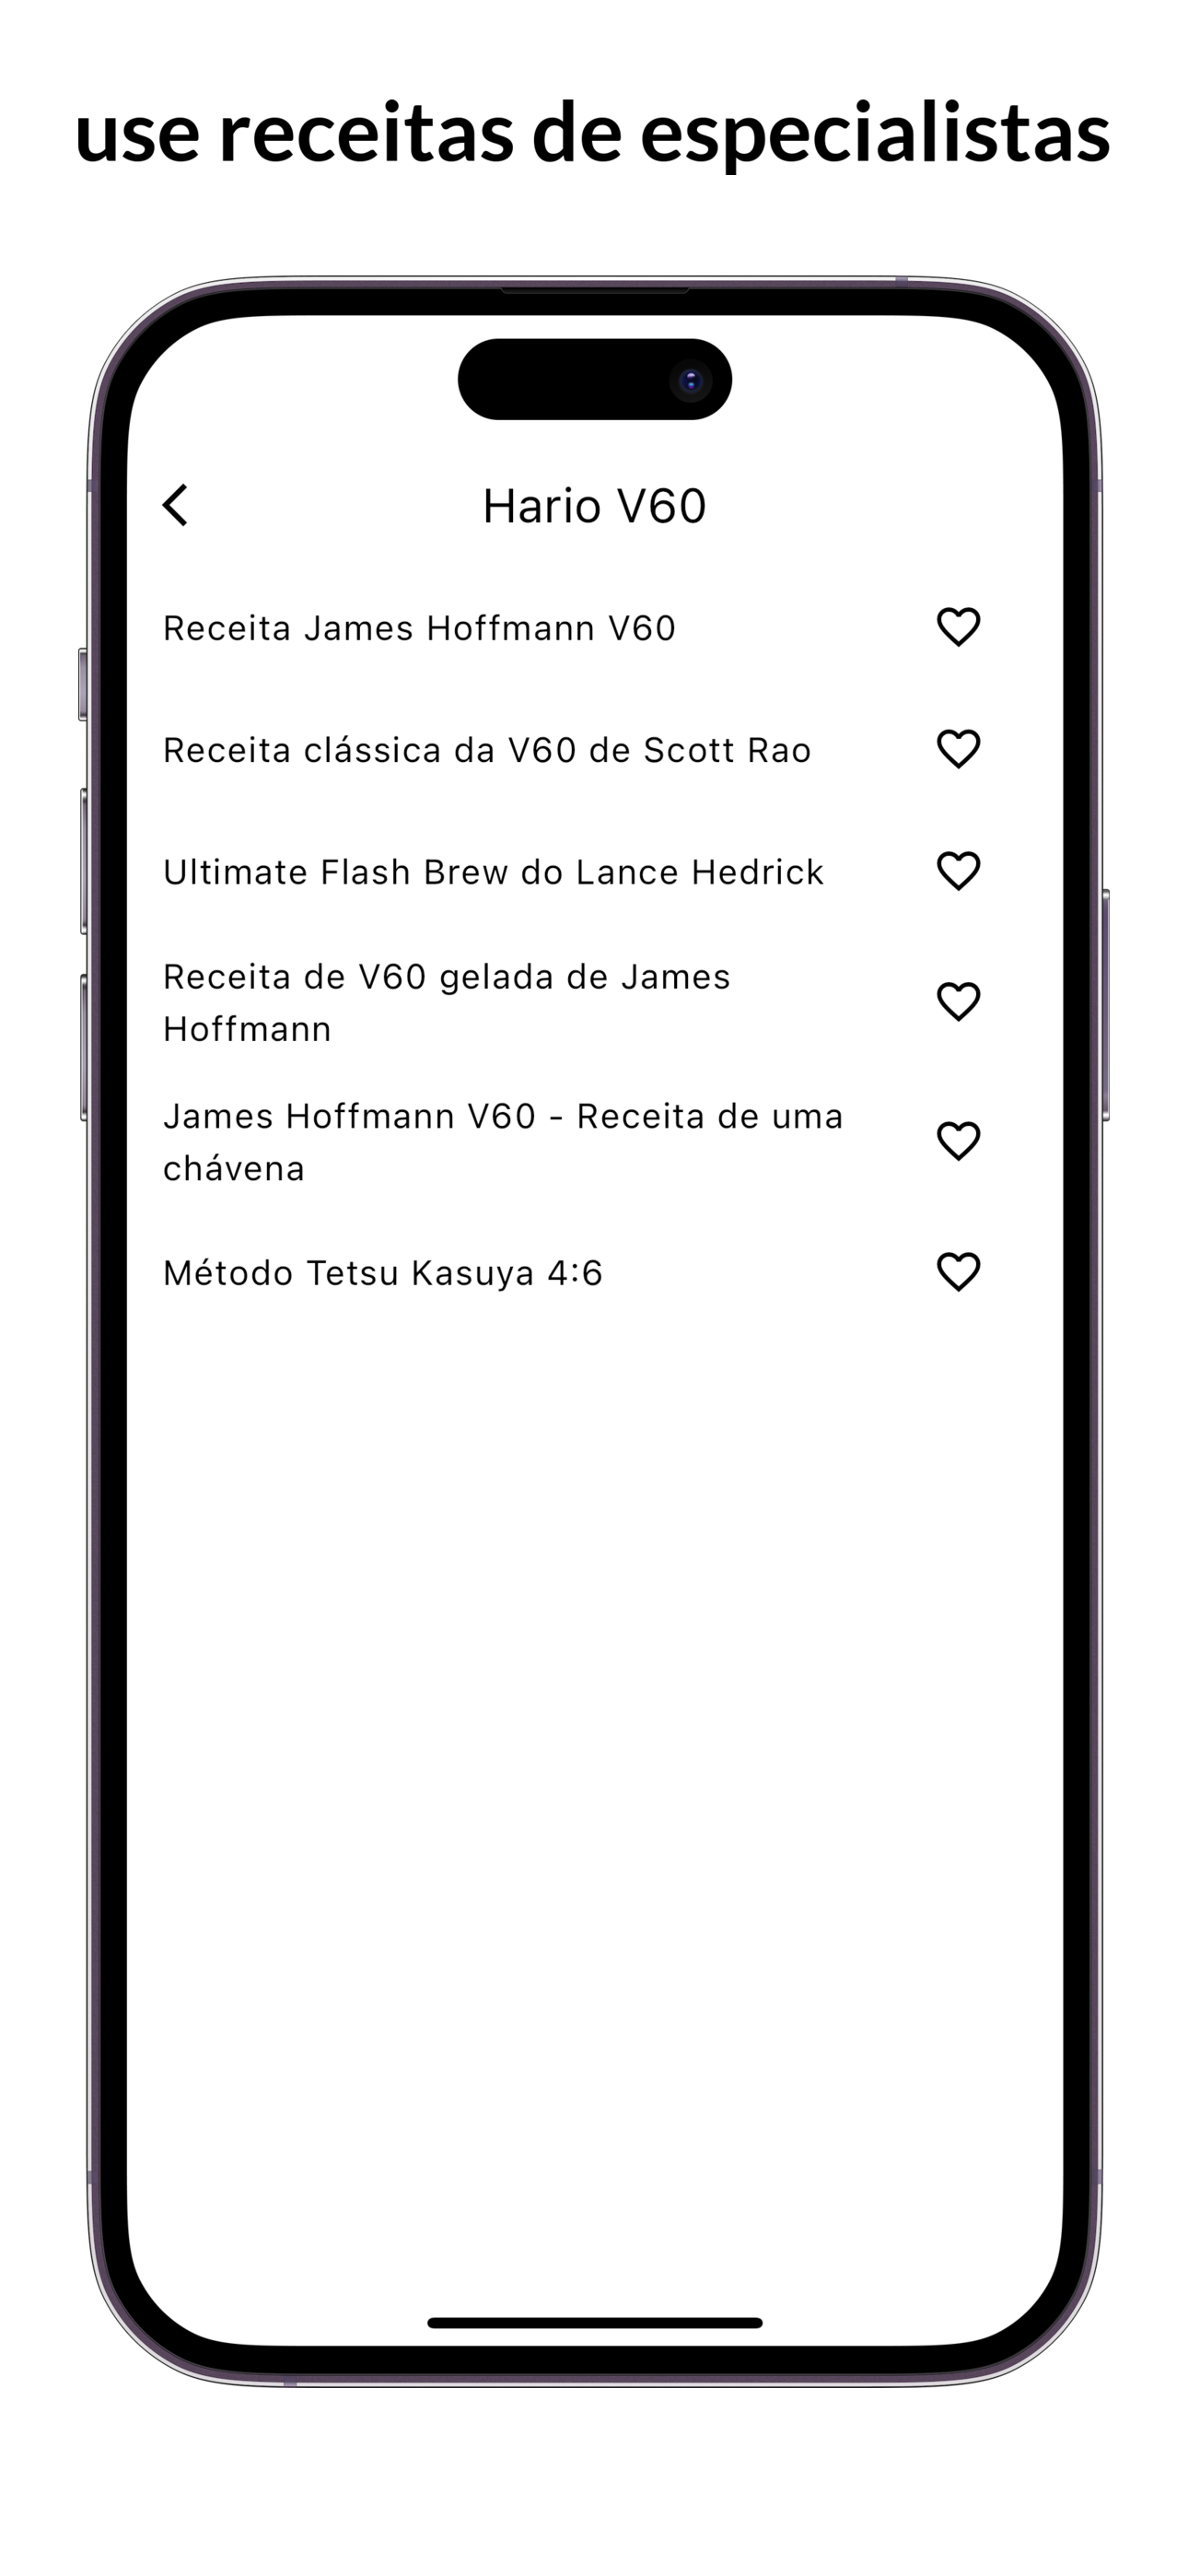 use receitas de especialistas
Hario V60
Receita James Hoffmann V60
Receita clássica da V60 de Scott Rao
Ultimate Flash Brew do Lance Hedrick
Receita de V60 gelada de James
Hoffmann
James Hoffmann V60 - Receita de uma
chávena
Método Tetsu Kasuya 4:6